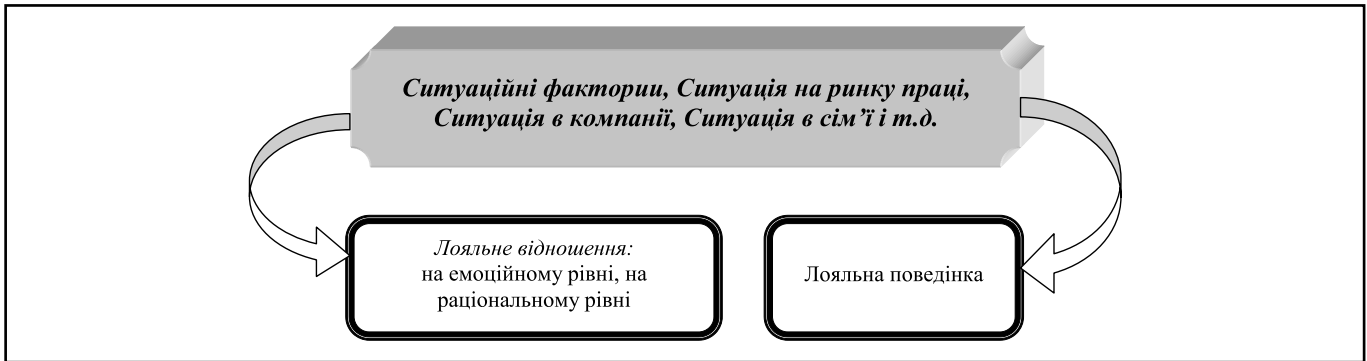 Ситуаційні фактории, Ситуація на ринку праці,
Ситуація в компанії, Ситуація в сім’ї і т.д.
Лояльне відношення:
на емоційному рівні, на
раціональному рівні
Лояльна поведінка